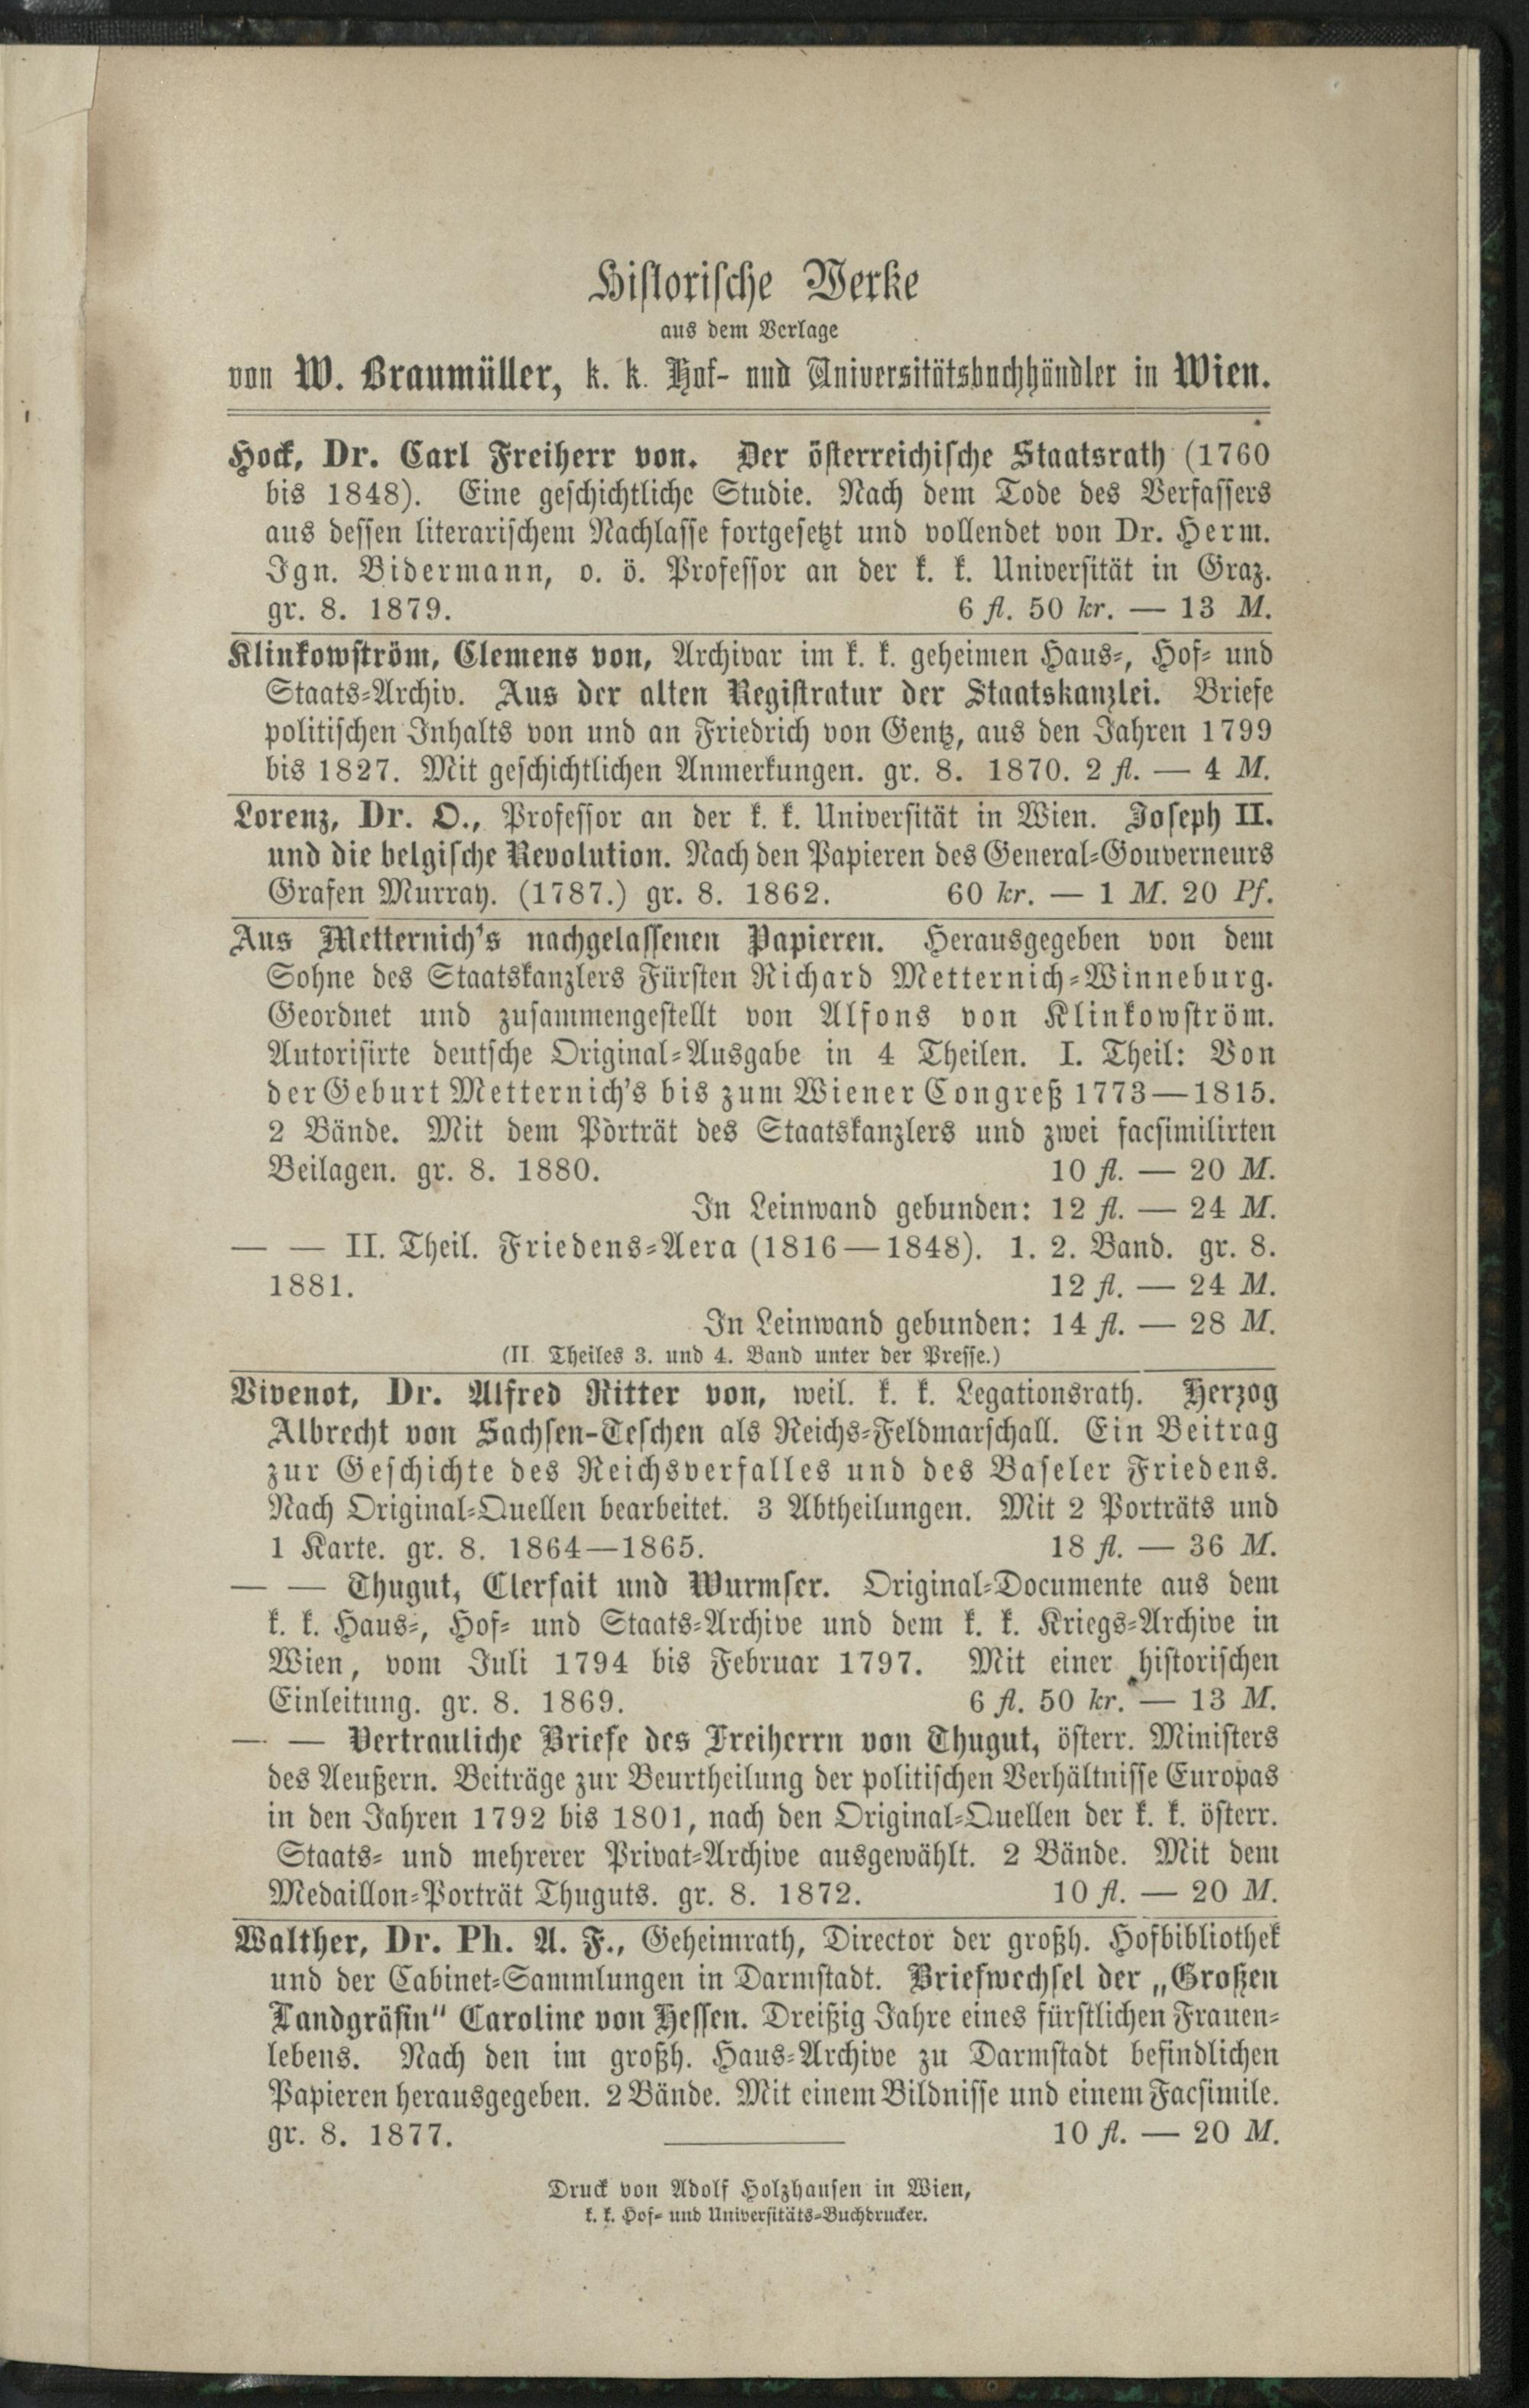 Historische Werke
aus dem Verlage
von W. Braumüller, k. k. Hof- und Universitätsbuchhändler in Wien.
Hock, Dr. Carl Freiherr von. Der österreichische Staatsrath (1760
bis 1848). Eine geschichtliche Studie. Nach dem Tode des Verfassers
aus dessen literarischem Nachlasse fortgesetzt und vollendet von Dr. Herm.
Ign. Bidermann, o. ö. Professor an der k. k. Universität in Graz.
gr. 8. 1879. 6 fl. 50 kr. — 13 M.
Klinkowström, Clemens von, Archivar im k. k. geheimen Haus-, Hof- und
Staats-Archiv. Aus der alten Registratur der Staatskanzlei. Briefe
politischen Inhalts von und an Friedrich von Gentz, aus den Jahren 1799
bis 1827. Mit geschichtlichen Anmerkungen. gr. 8. 1870. 2 fl. — 4 M.
Lorenz, Dr. O., Professor an der k. k. Universität in Wien. Joseph II.
und die belgische Revolution. Nach den Papieren des General-Gouverneurs
Grafen Murray. (1787.) gr. 8. 1862. 60 kr. — 1 M. 20 Pf.
Aus Metternich's nachgelassenen Papieren. Herausgegeben von dem
Sohne des Staatskanzlers Fürsten Richard Metternich-Winneburg.
Geordnet und zusammengestellt von Alfons von Klinkowström.
Autorisirte deutsche Original-Ausgabe in 4 Theilen. I. Theil: Von
der Geburt Metternich's bis zum Wiener Congreß 1773—1815.
2 Bände. Mit dem Porträt des Staatskanzlers und zwei facsimilirten
Beilagen. gr. 8. 1880. 10 fl. — 20 M.
In Leinwand gebunden: 12 fl. — 24 M.
— — II. Theil. Friedens-Aera (1816—1848). 1. 2. Band. gr. 8.
1881. 12 fl. — 24 M.
In Leinwand gebunden: 14 fl. — 28 M.
(II. Theiles 3. und 4. Band unter der Presse.)
Vivenot, Dr. Alfred Ritter von, weil. k. k. Legationsrath. Herzog
Albrecht von Sachsen-Teschen als Reichs-Feldmarschall. Ein Beitrag
zur Geschichte des Reichsverfalles und des Baseler Friedens.
Nach Original-Quellen bearbeitet. 3 Abtheilungen. Mit 2 Porträts und
1 Karte. gr. 8. 1864—1865. 18 fl. — 36 M.
— — Thugut, Clerfait und Wurmser. Original-Documente aus dem
k. k. Haus-, Hof- und Staats-Archive und dem k. k. Kriegs-Archive in
Wien, vom Juli 1794 bis Februar 1797. Mit einer historischen
Einleitung. gr. 8. 1869. 6 fl. 50 kr. — 13 M.
— — Vertrauliche Briefe des Freiherrn von Thugut, österr. Ministers
des Aeußern. Beiträge zur Beurtheilung der politischen Verhältnisse Europas
in den Jahren 1792 bis 1801, nach den Original-Quellen der k. k. österr.
Staats- und mehrerer Privat-Archive ausgewählt. 2 Bände. Mit dem
Medaillon-Porträt Thuguts. gr. 8. 1872. 10 fl. — 20 M.
Walther, Dr. Ph. A. F., Geheimrath, Director der großh. Hofbibliothek
und der Cabinet-Sammlungen in Darmstadt. Briefwechsel der „Großen
Landgräfin" Caroline von Hessen. Dreißig Jahre eines fürstlichen Frauen-
lebens. Nach den im großh. Haus-Archive zu Darmstadt befindlichen
Papieren herausgegeben. 2 Bände. Mit einem Bildnisse und einem Facsimile.
gr. 8. 1877. 10 fl. — 20 M.
Druck von Adolf Holzhausen in Wien,
k. k. Hof- und Universitäts-Buchdrucker.